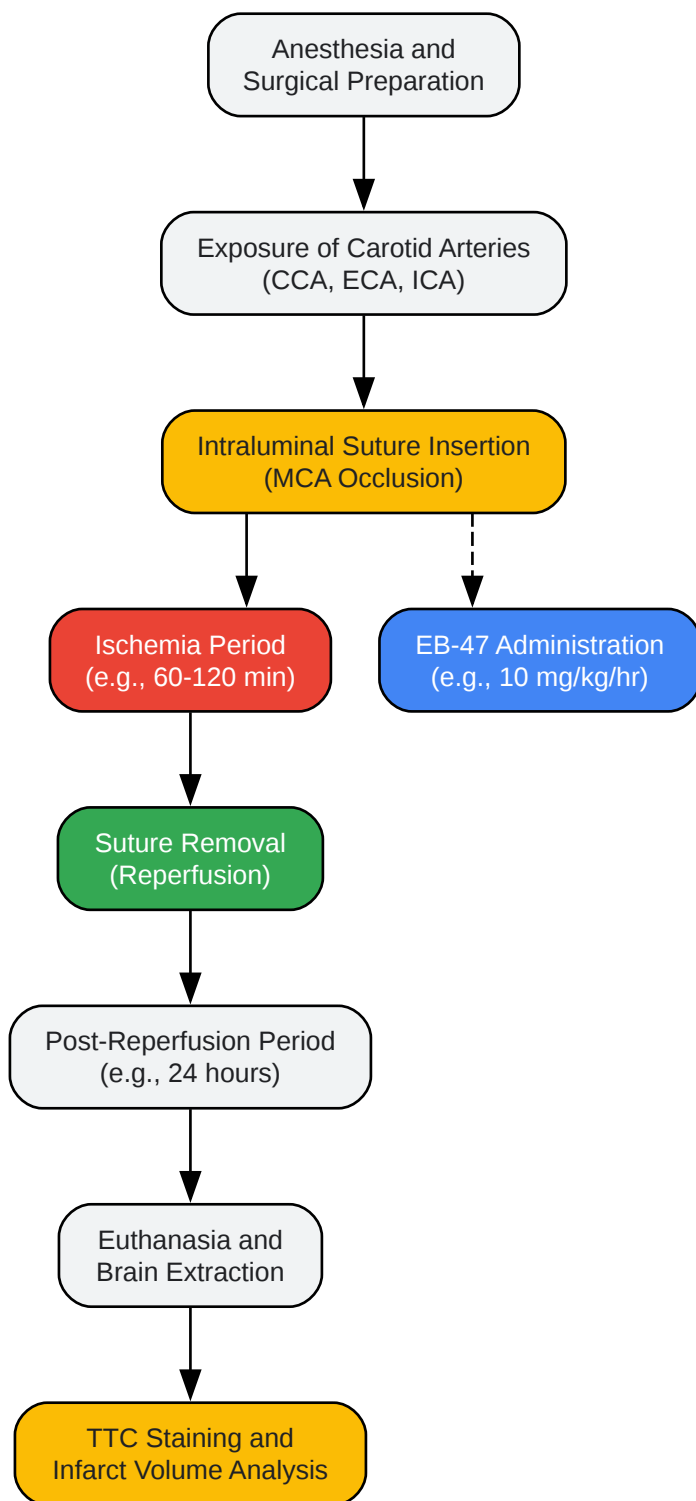 Anesthesia and
Surgical Preparation
Exposure of Carotid Arteries
(CCA, ECA, ICA)
Intraluminal Suture Insertion
(MCA Occlusion)
Ischemia Period
(e.g., 60-120 min)
EB-47 Administration
(e.g., 10 mg/kg/hr)
Suture Removal
(Reperfusion)
Post-Reperfusion Period
(e.g., 24 hours)
Euthanasia and
Brain Extraction
TTC Staining and
Infarct Volume Analysis